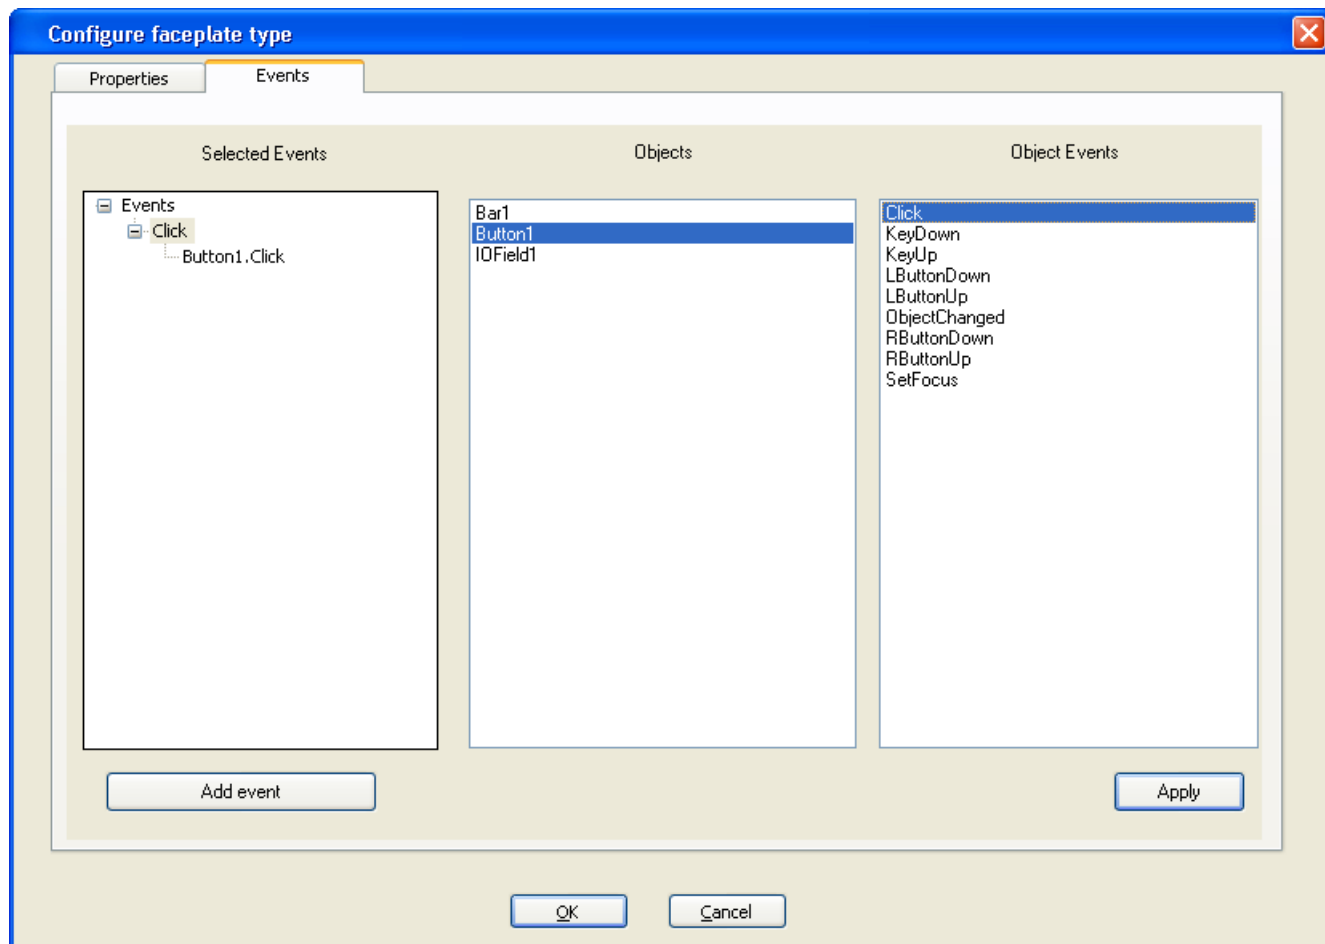 Configure faceplate type
Properties
Events
Selected Events
Objects
Object Events
Events
Click
Button1.Click
Bar1
Button1
IOField1
Click
KeyDown
KeyUp
LButtonDown
LButtonUp
ObjectChanged
RButtonDown
RButtonUp
SetFocus
Add event
Apply
OK
Cancel